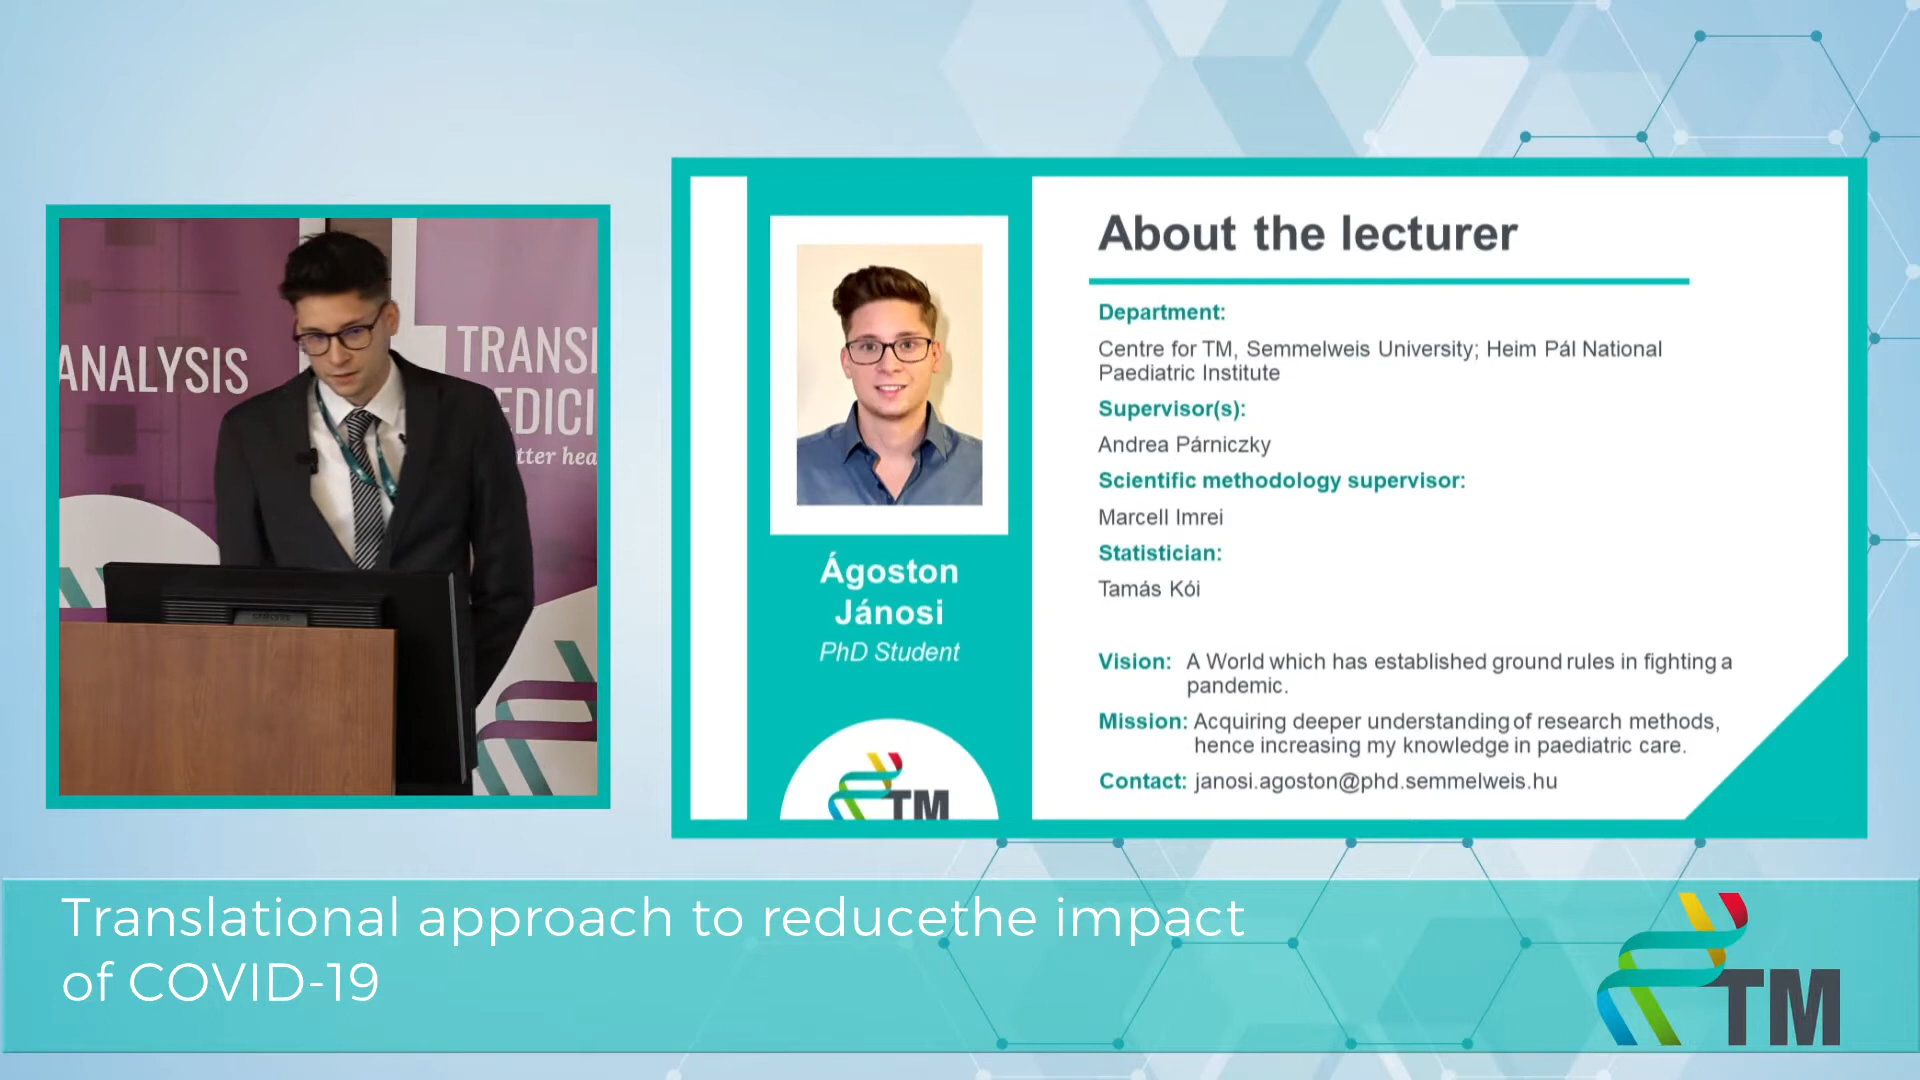 ANALYSIS
TRANSL
EDICI
tter hea
SAMSUNG
About the lecturer
Department:
Centre for TM, Semmelweis University; Heim Pál National
Paediatric Institute
Supervisor(s):
Andrea Párniczky
Scientific methodology supervisor:
Marcell Imrei
Statistician:
Tamás Kói
Vision: A World which has established ground rules in fighting a
pandemic.
Mission: Acquiring deeper understanding of research methods,
hence increasing my knowledge in paediatric care.
Contact: janosi.agoston@phd.semmelweis.hu
Ágoston
Jánosi
PhD Student
TM
Translational approach to reducethe impact
of COVID-19
TM